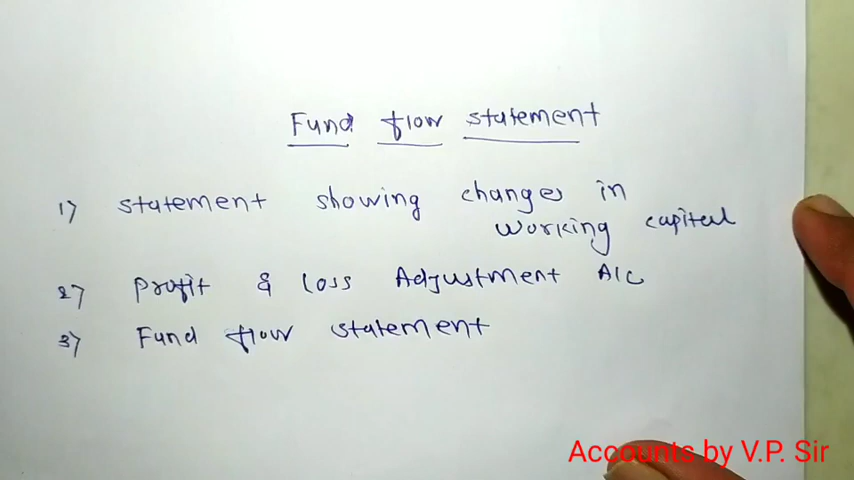 Fund flow statement
1) statement showing changes in
working capital
2) Profit & Loss Adjustment A/C
3) Fund flow statement
Accounts by V.P. Sir